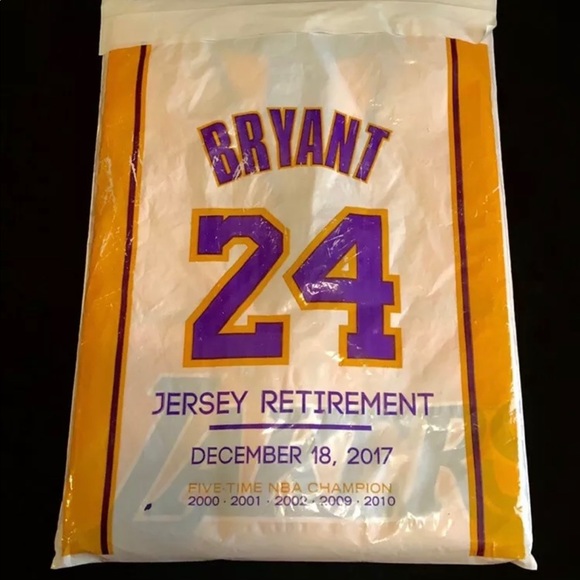 BRYANT
24
JERSEY RETIREMENT
DECEMBER 18, 2017
FIVE-TIME NBA CHAMPION
2000 · 2001 · 2002 · 2009 · 2010